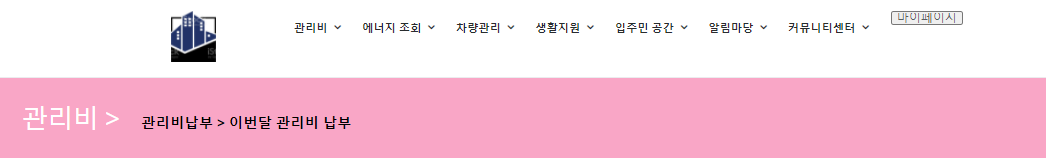 관리비 에너지 조회 차량관리 생활지원 입주민 공간 알림마당 커뮤니티센터 마이페이지
관리비 > 관리비납부 > 이번달 관리비 납부